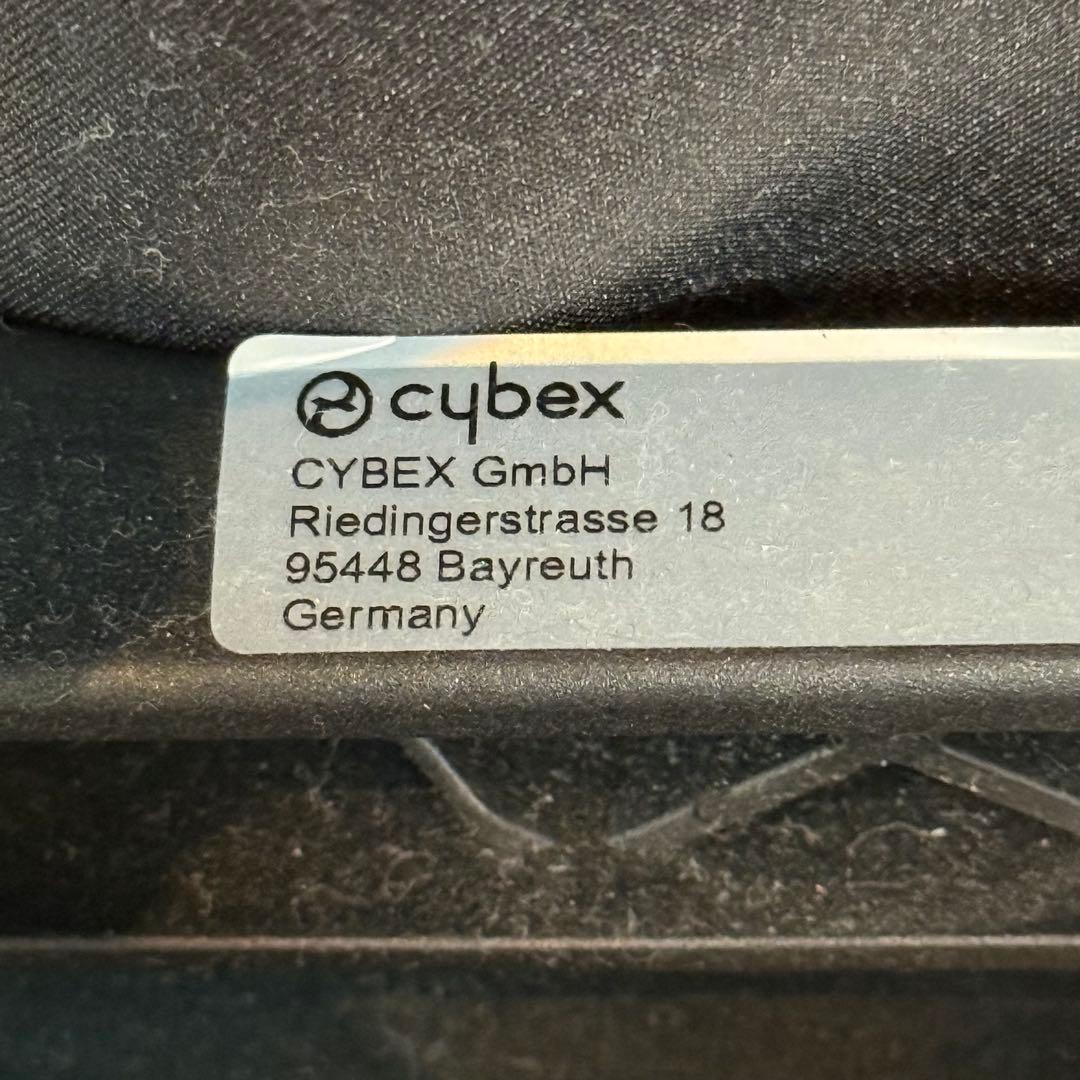 cybex
CYBEX GmbH
Riedingerstrasse 18
95448 Bayreuth
Germany